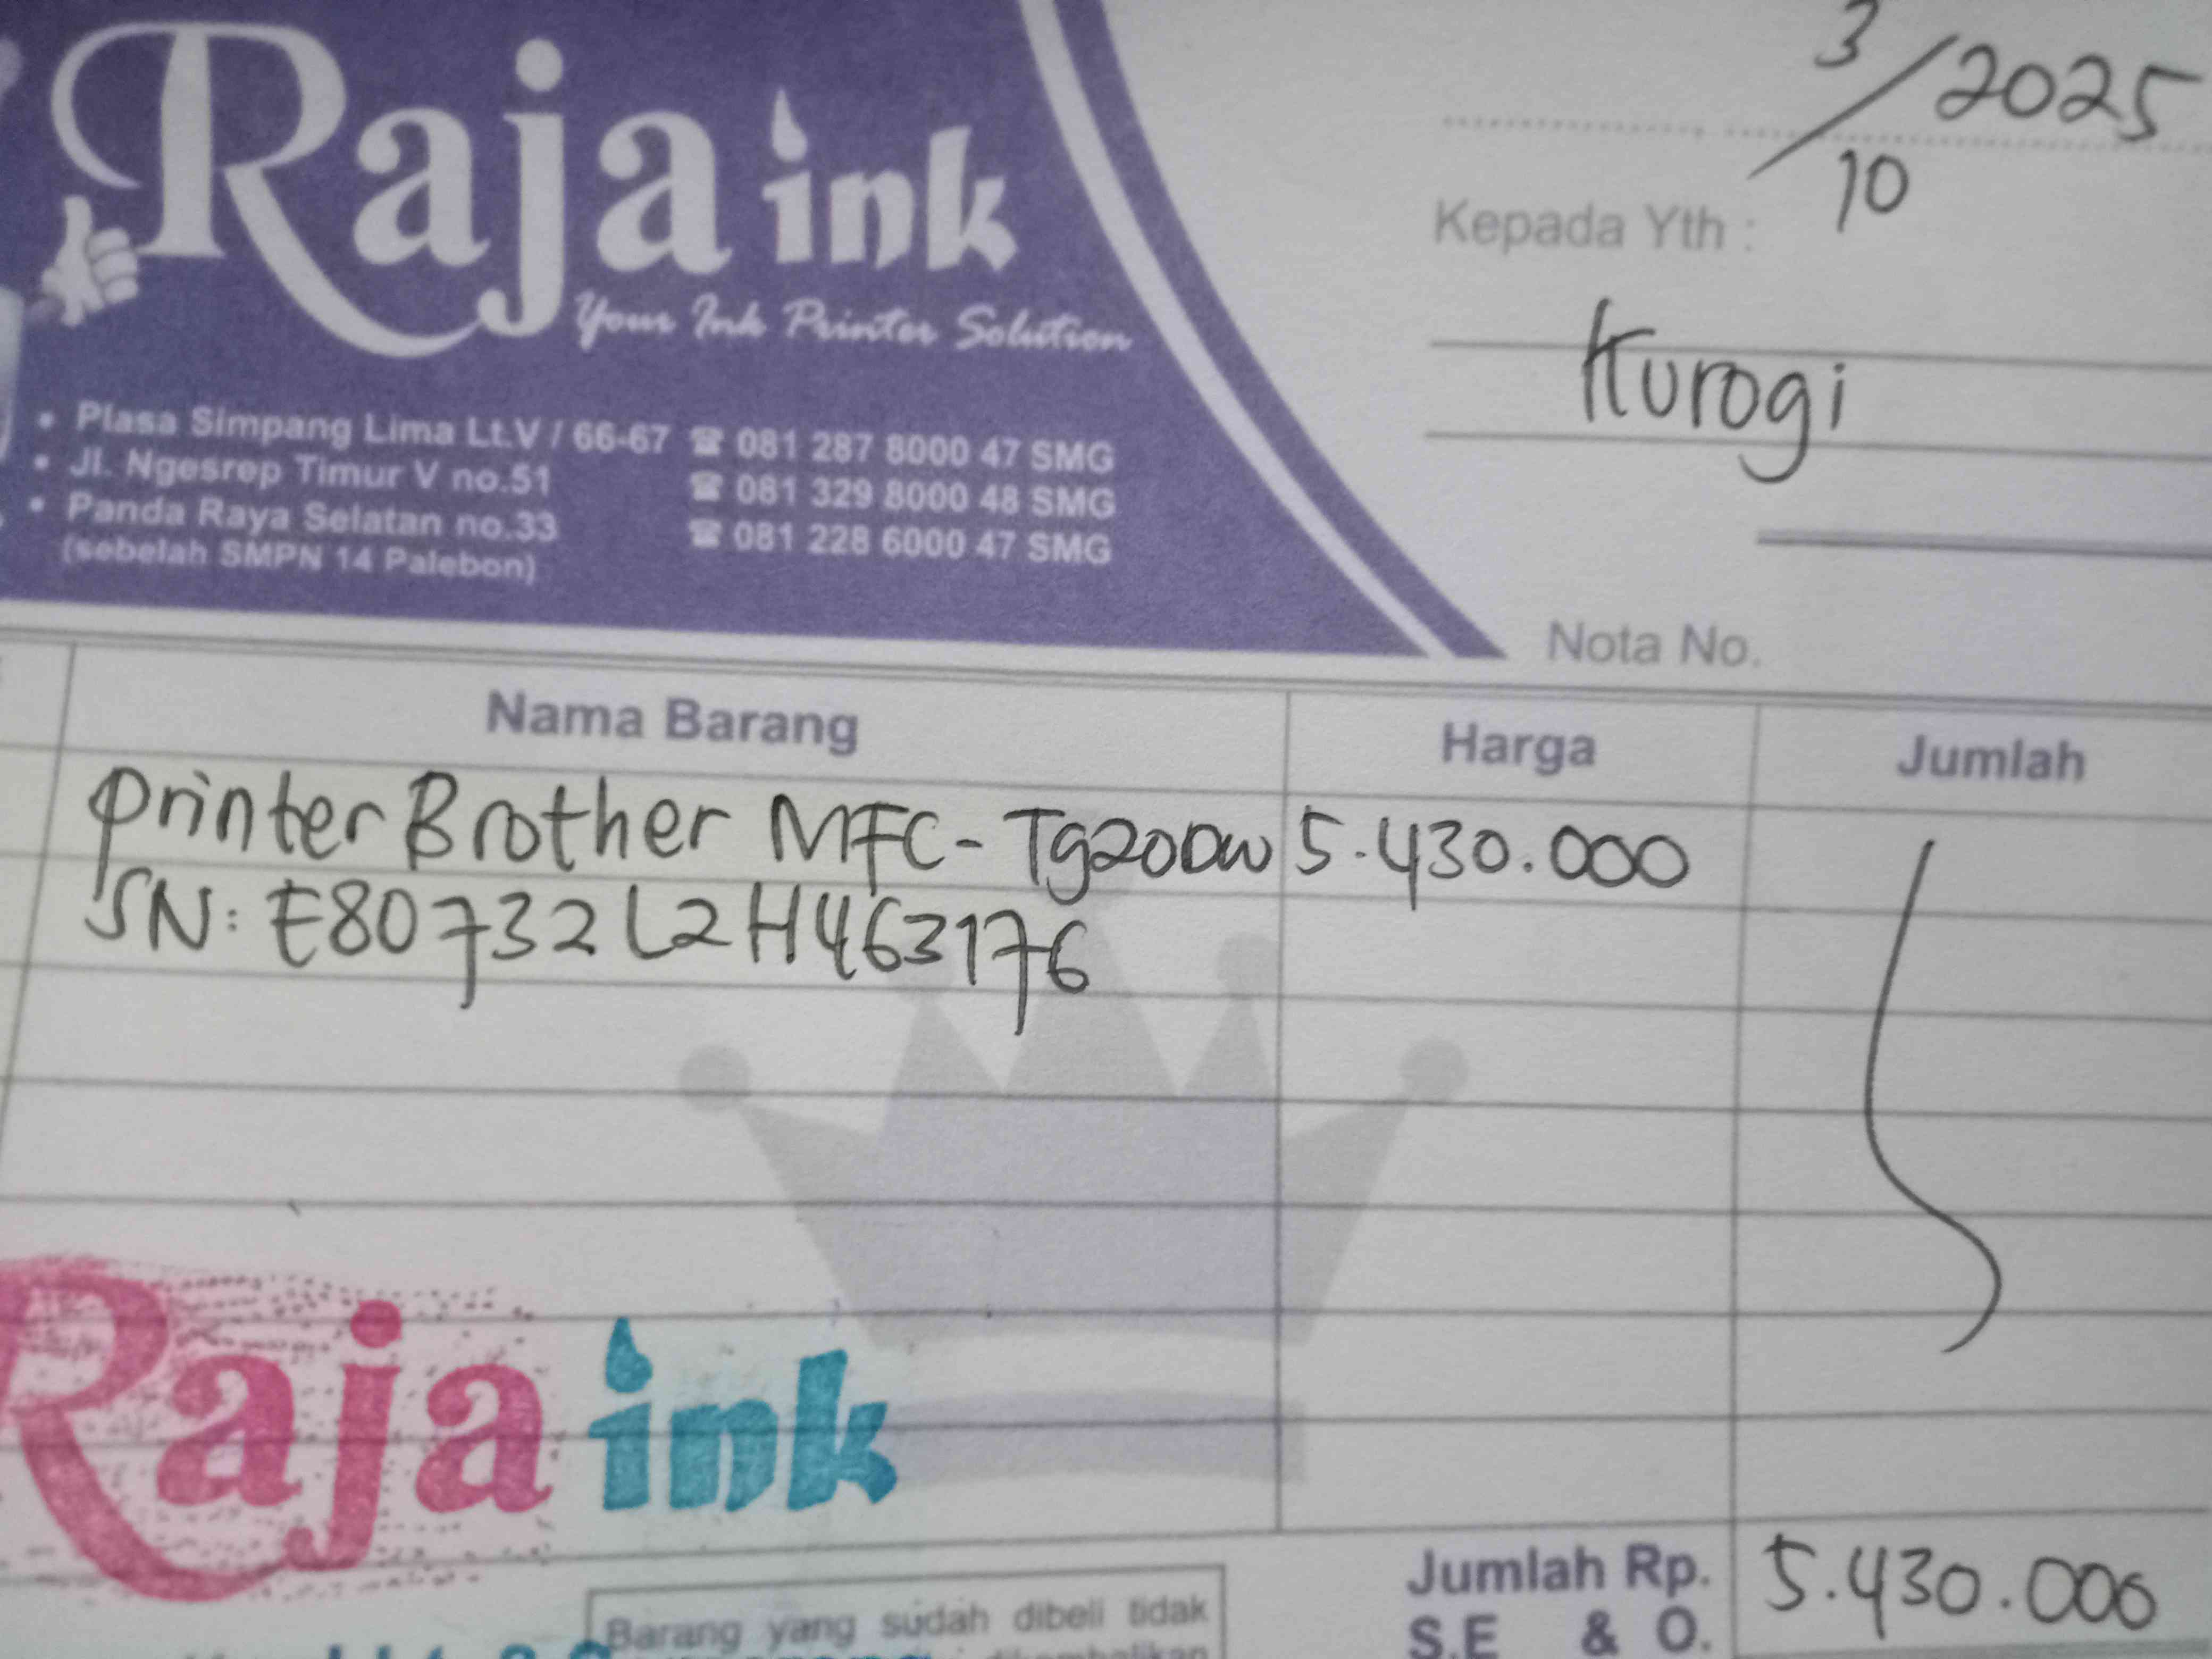 Raja ink
Your Ink Printer Solution
• Plasa Simpang Lima Lt.V / 66-67 ☎ 081 287 8000 47 SMG
• Jl. Ngesrep Timur V no.51 ☎ 081 329 8000 48 SMG
• Panda Raya Selatan no.33 ☎ 081 228 6000 47 SMG
(sebelah SMPN 14 Palebon)
3/10 2025
Kepada Yth :
Kurogi
Nota No.
Nama Barang Harga Jumlah
Printer Brother MFC-T920DW 5.430.000
SN: E80732L2H463176
Raja ink
Jumlah Rp. 5.430.000
S.E & O.
Barang yang sudah dibeli tidak